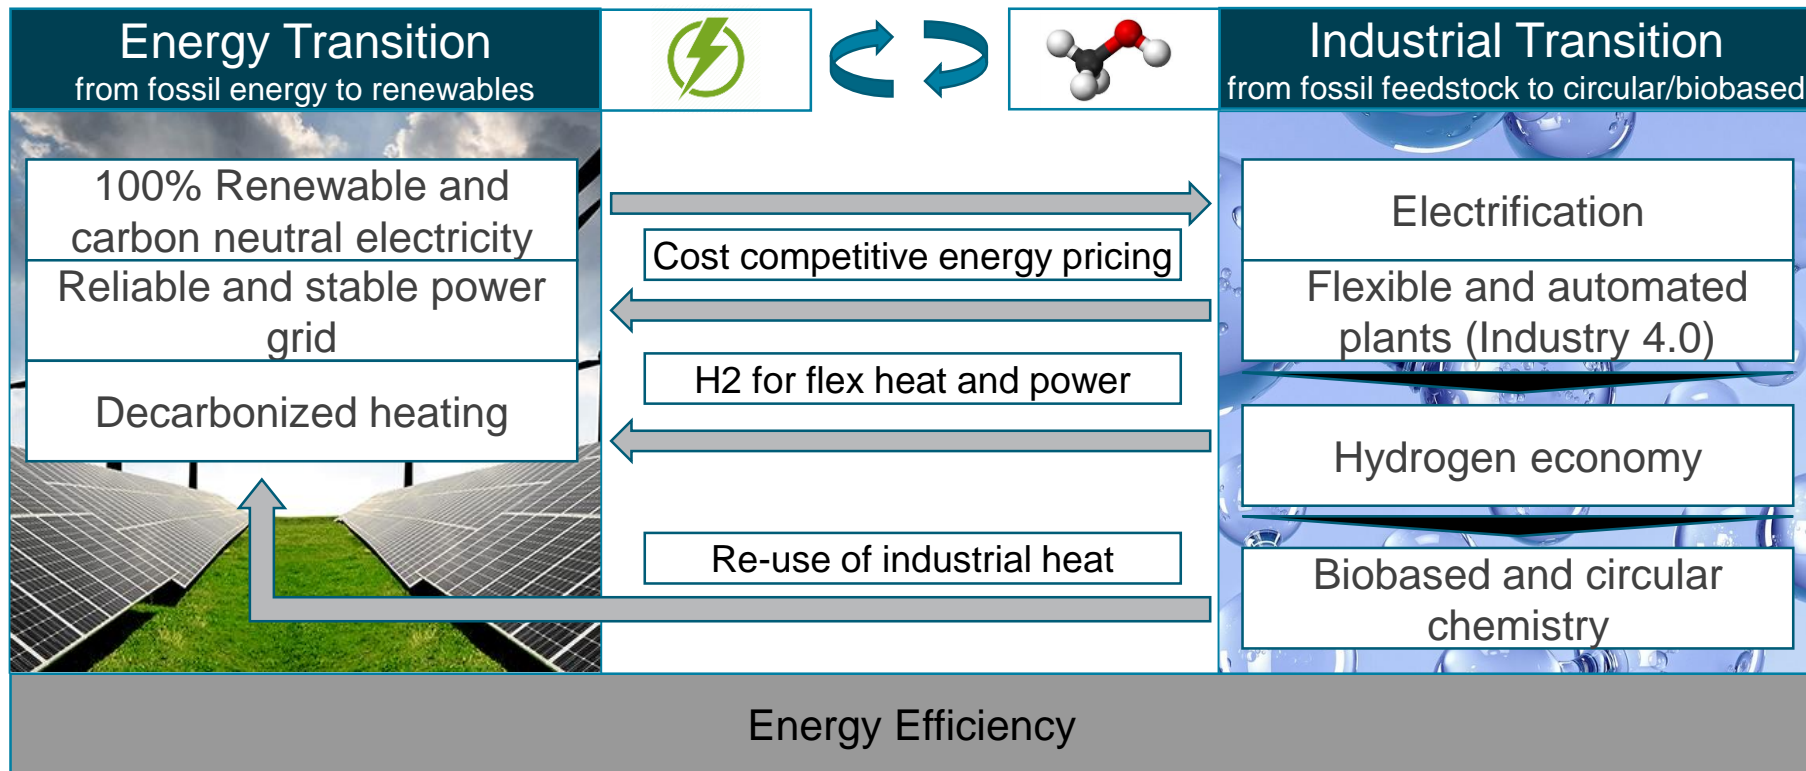 Energy Transition
from fossil energy to renewables
Industrial Transition
from fossil feedstock to circular/biobased
100% Renewable and
carbon neutral electricity
Reliable and stable power
grid
Decarbonized heating
Cost competitive energy pricing
H2 for flex heat and power
Re-use of industrial heat
Electrification
Flexible and automated
plants (Industry 4.0)
Hydrogen economy
Biobased and circular
chemistry
Energy Efficiency